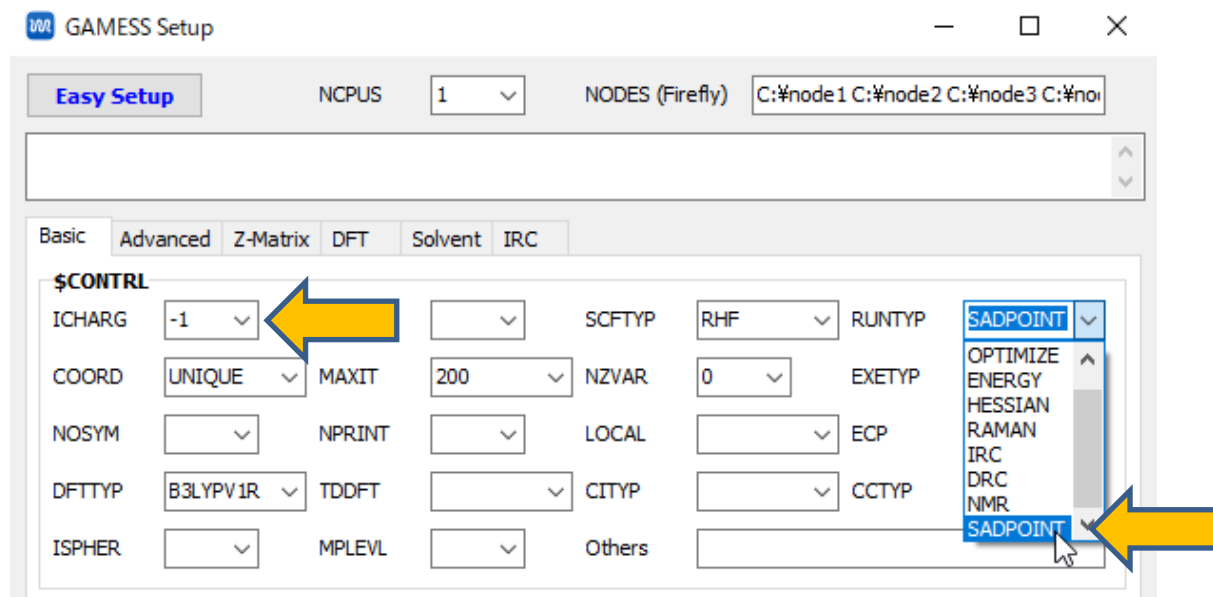 GAMESS Setup
Easy Setup NCPUS 1 NODES (Firefly) C:¥node1 C:¥node2 C:¥node3 C:¥no
Basic Advanced Z-Matrix DFT Solvent IRC
$CONTRL
ICHARG -1 SCFTYP RHF RUNTYP SADPOINT
COORD UNIQUE MAXIT 200 NZVAR 0 EXETYP
NOSYM NPRINT LOCAL ECP
DFTTYP B3LYPV1R TDDFT CITYP CCTYP
ISPHER MPLEVL Others
OPTIMIZE
ENERGY
HESSIAN
RAMAN
IRC
DRC
NMR
SADPOINT